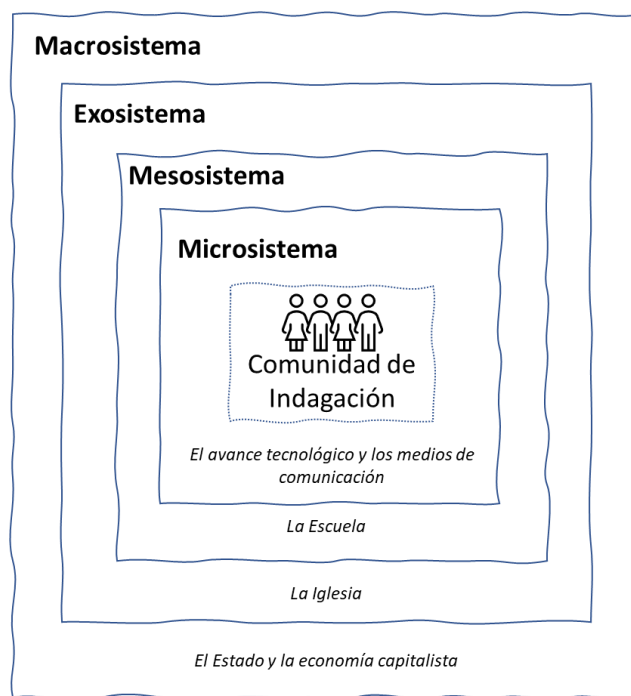 Macrosistema
Exosistema
Mesosistema
Microsistema
Comunidad de
Indagación
El avance tecnológico y los medios de
comunicación
La Escuela
La Iglesia
El Estado y la economía capitalista